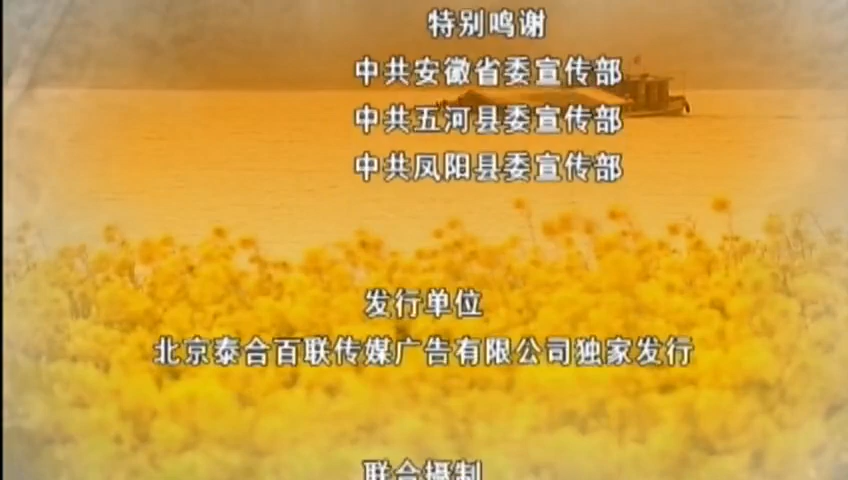 特别鸣谢
中共安徽省委宣传部
中共五河县委宣传部
中共凤阳县委宣传部
发行单位
北京泰合百联传媒广告有限公司独家发行
联合摄制